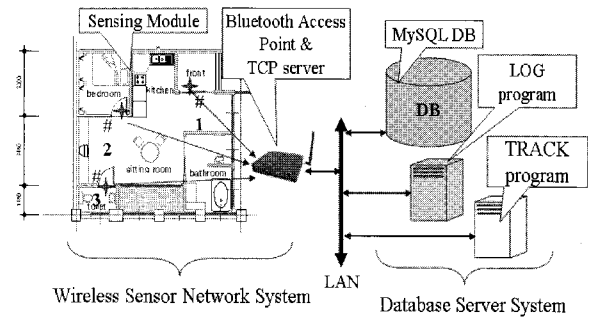 Sensing Module
Bluetooth Access
Point &
TCP server
MySQL DB
LOG
program
DB
TRACK
program
bedroom
kitchen
front
#
1
#
2
sitting room
bathroom
#
3
toilet
LAN
Wireless Sensor Network System
Database Server System